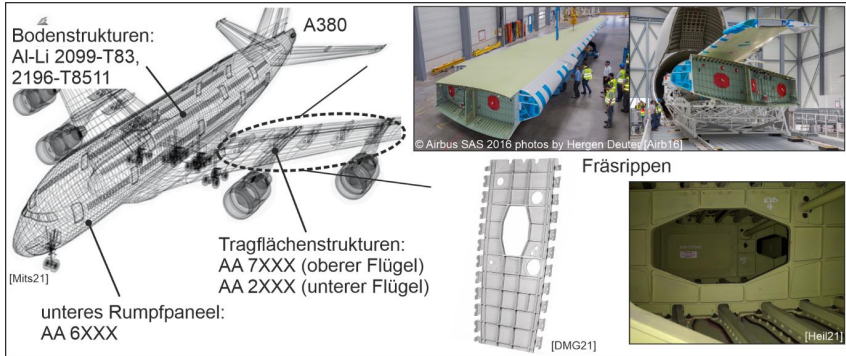 A380
Bodenstrukturen:
Al-Li 2099-T83,
2196-T8511
© Airbus SAS 2016 photos by Hergen Deuter [Airb16]
Fräsrippen
Tragflächenstrukturen:
AA 7XXX (oberer Flügel)
AA 2XXX (unterer Flügel)
[Mits21]
unteres Rumpfpaneel:
AA 6XXX
[DMG21]
[Heil21]